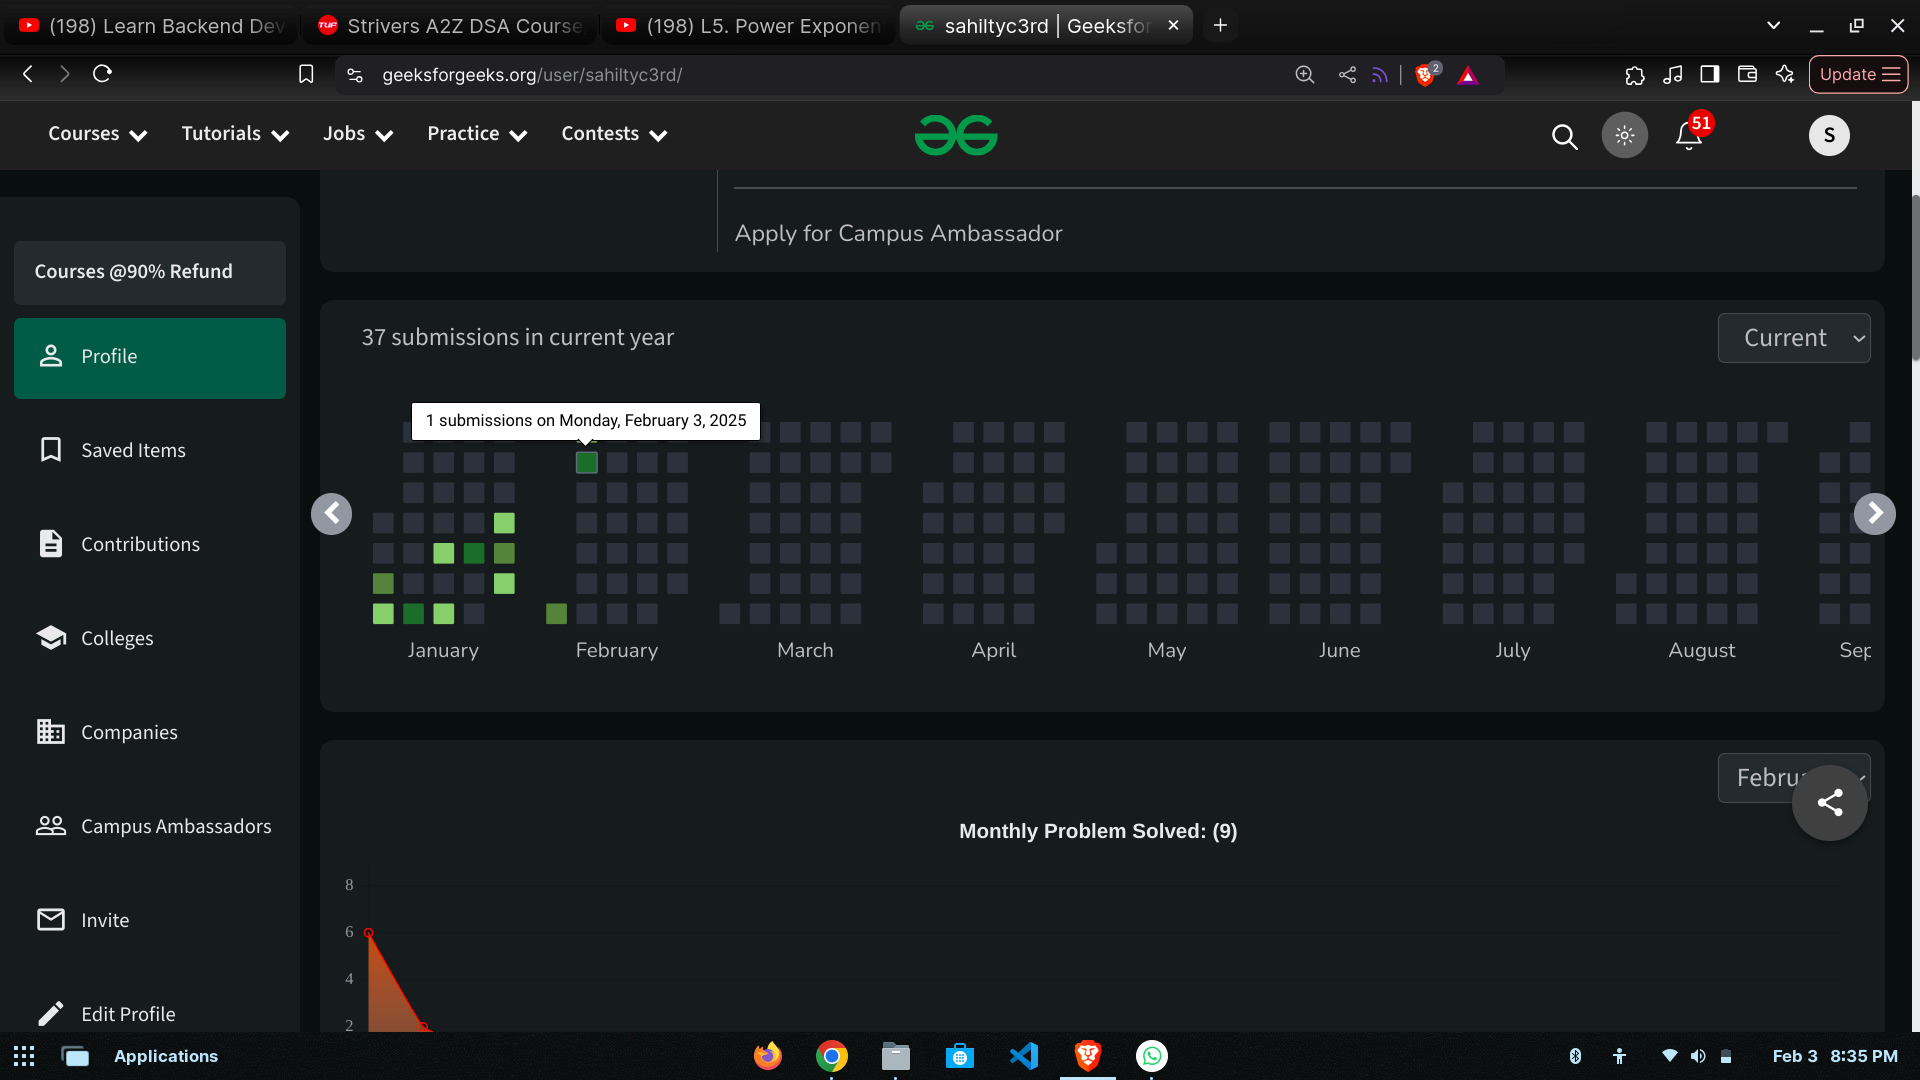 (198) Learn Backend Dev
Strivers A2Z DSA Course
(198) L5. Power Exponen
sahiltyc3rd | Geeksfor
geeksforgeeks.org/user/sahiltyc3rd/
2
Update
Courses
Tutorials
Jobs
Practice
Contests
51
S
Apply for Campus Ambassador
Courses @90% Refund
Profile
Saved Items
Contributions
Colleges
Companies
Campus Ambassadors
Invite
Edit Profile
37 submissions in current year
Current
1 submissions on Monday, February 3, 2025
January
February
March
April
May
June
July
August
Sep
Febru
Monthly Problem Solved: (9)
8
6
4
2
Applications
Feb 3 8:35 PM